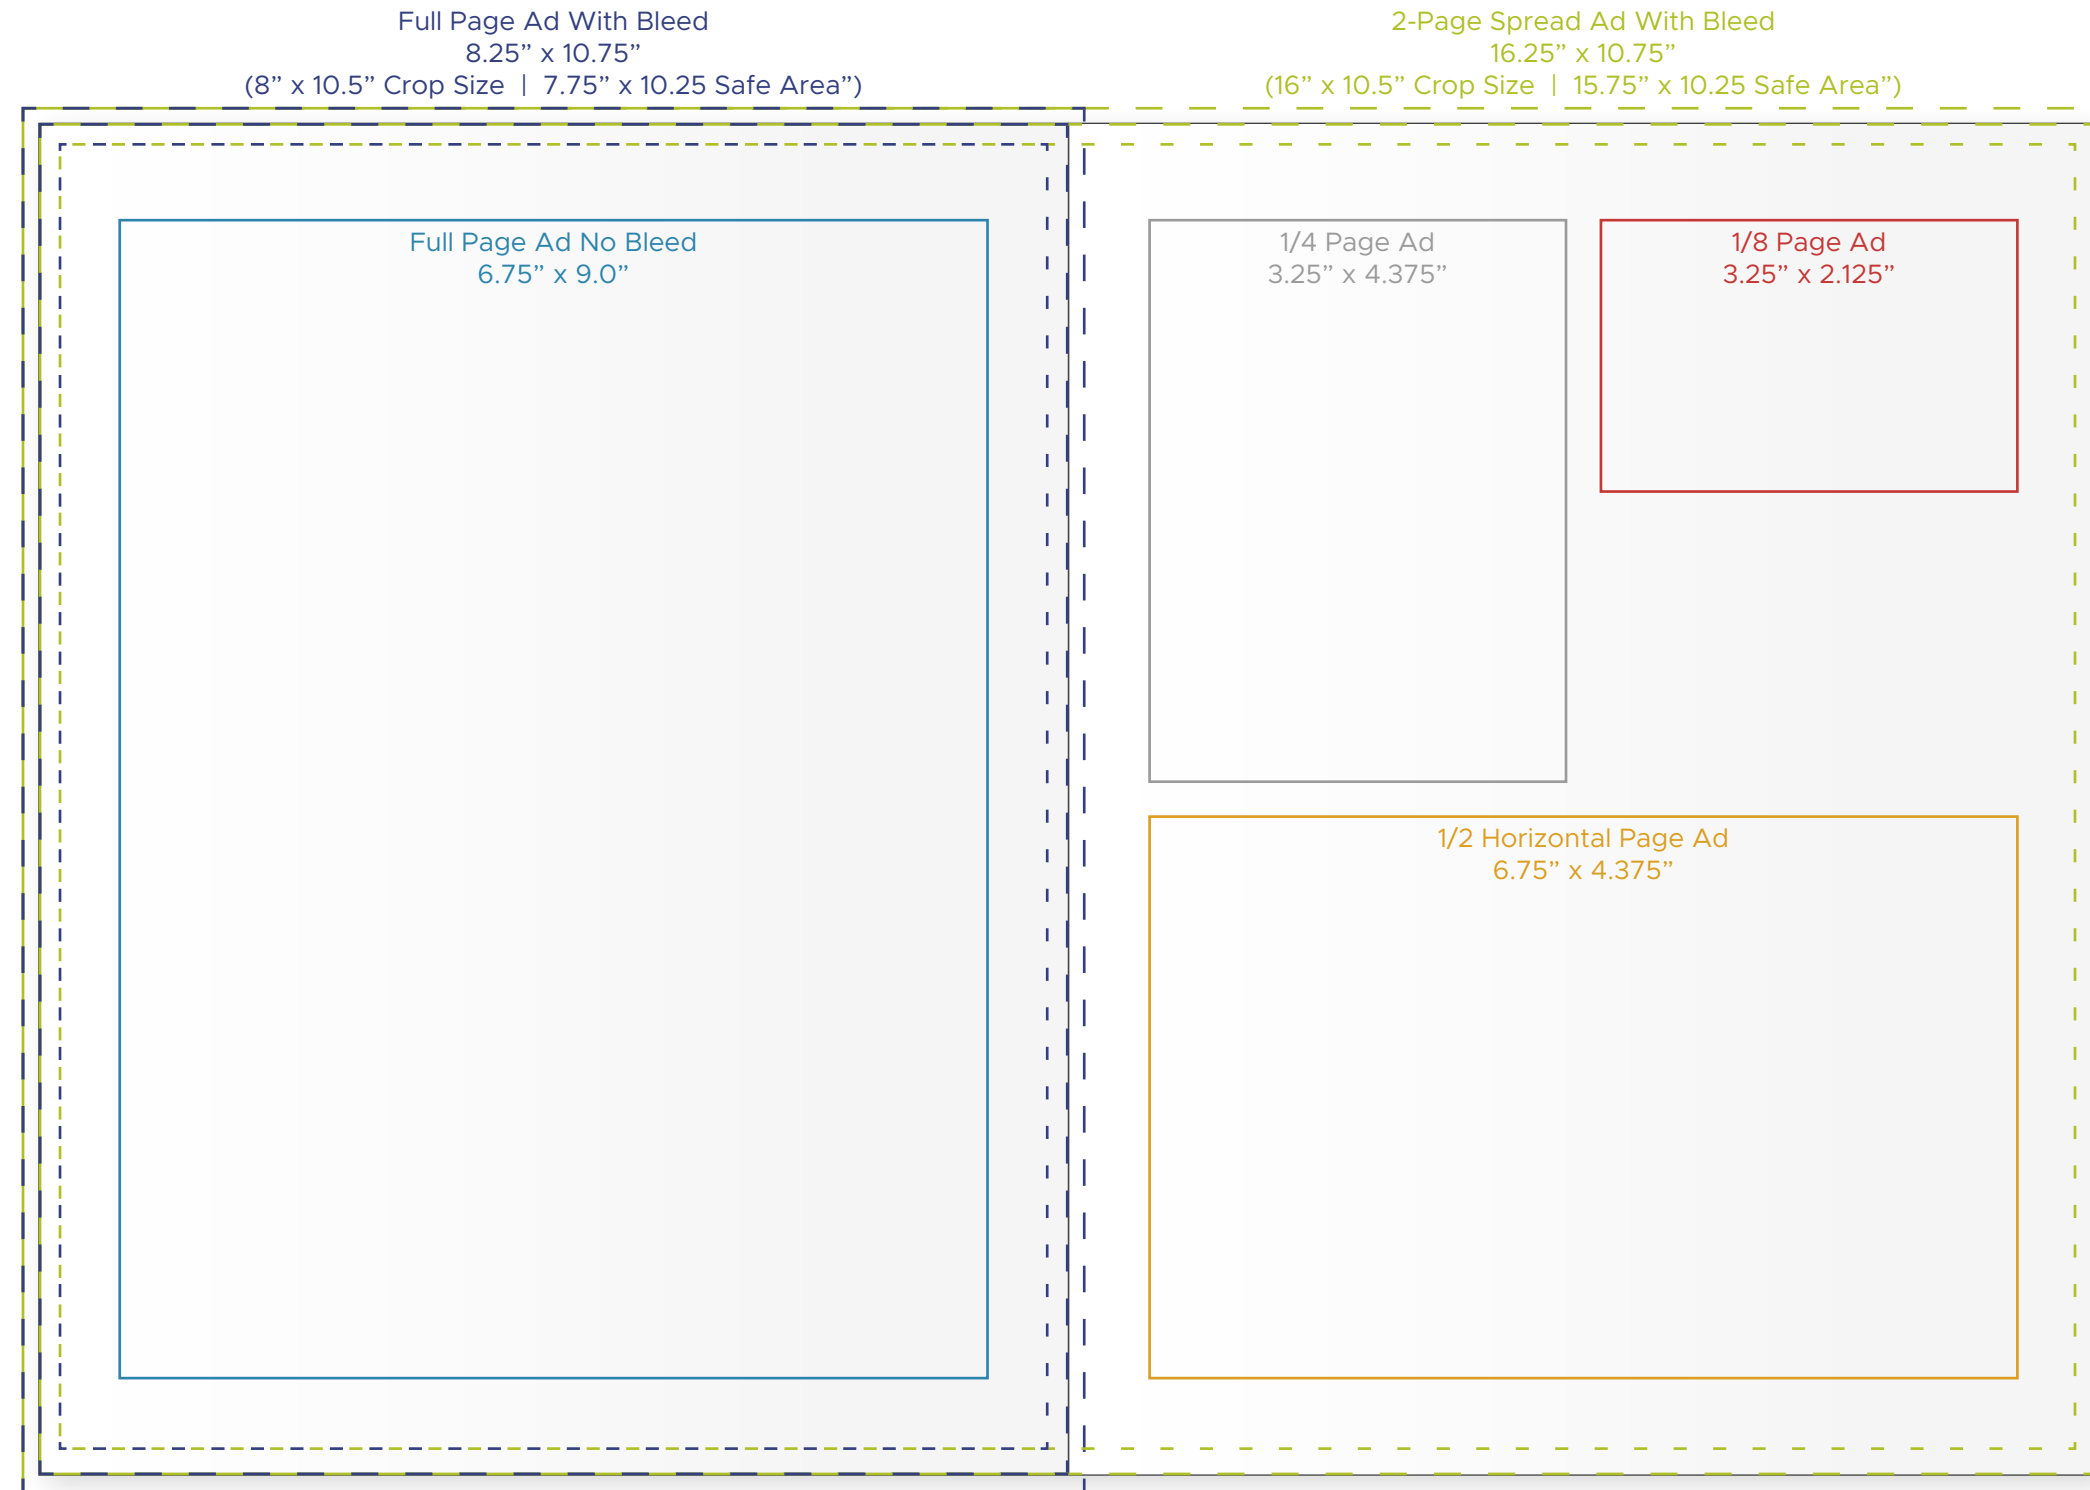 Full Page Ad With Bleed
8.25” x 10.75”
(8” x 10.5” Crop Size | 7.75” x 10.25 Safe Area”)
2-Page Spread Ad With Bleed
16.25” x 10.75”
(16” x 10.5” Crop Size | 15.75” x 10.25 Safe Area”)
Full Page Ad No Bleed
6.75” x 9.0”
1/4 Page Ad
3.25” x 4.375”
1/8 Page Ad
3.25” x 2.125”
1/2 Horizontal Page Ad
6.75” x 4.375”